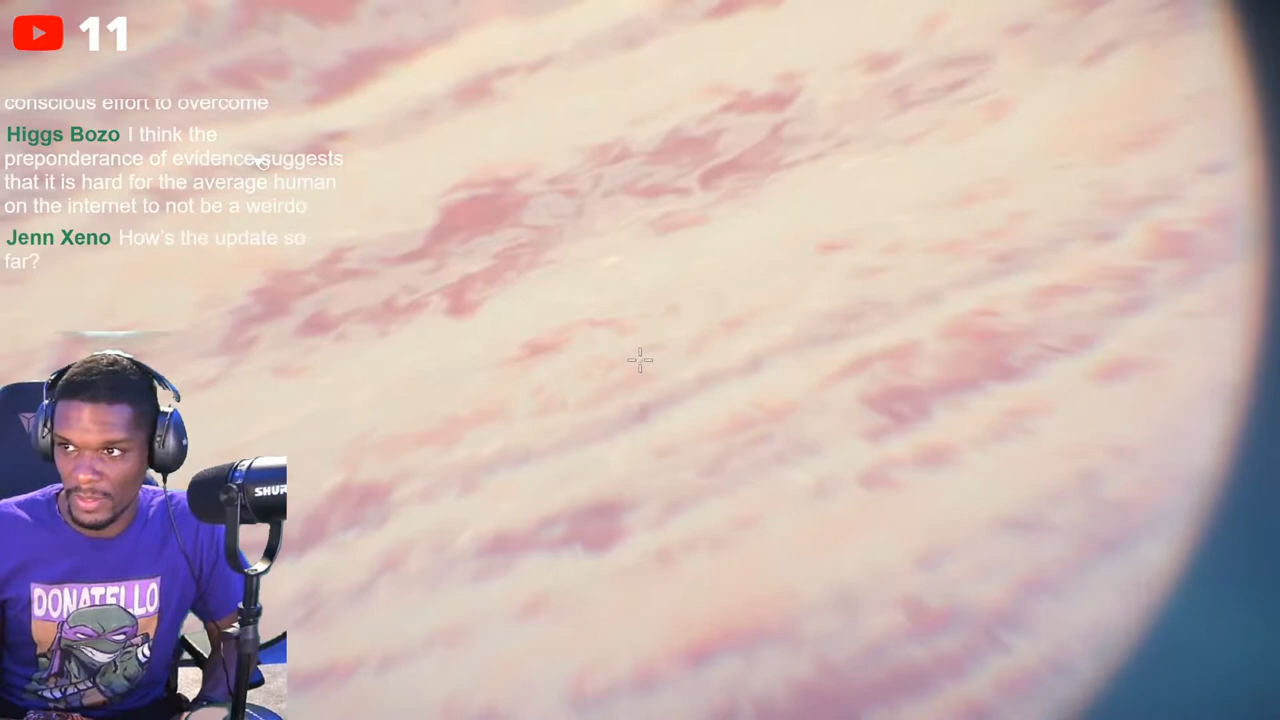 11
conscious effort to overcome
Higgs Bozo I think the
preponderance of evidence suggests
that it is hard for the average human
on the internet to not be a weirdo
Jenn Xeno How's the update so
far?
SHUR
DONATELLO